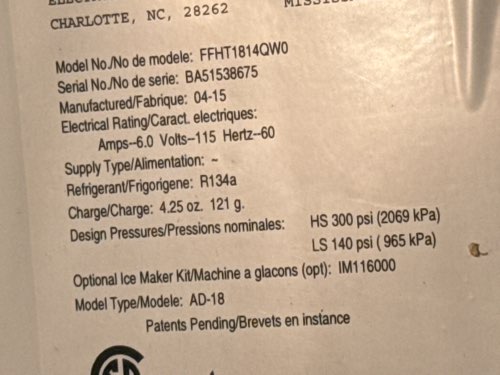 CHARLOTTE, NC, 28262
Model No./No de modele: FFHT1814QW0
Serial No./No de serie: BA51538675
Manufactured/Fabrique: 04-15
Electrical Rating/Caract. electriques:
Amps--6.0 Volts--115 Hertz--60
Supply Type/Alimentation: ~
Refrigerant/Frigorigene: R134a
Charge/Charge: 4.25 oz. 121 g.
Design Pressures/Pressions nominales: HS 300 psi (2069 kPa)
LS 140 psi ( 965 kPa)
Optional Ice Maker Kit/Machine a glacons (opt): IM116000
Model Type/Modele: AD-18
Patents Pending/Brevets en instance